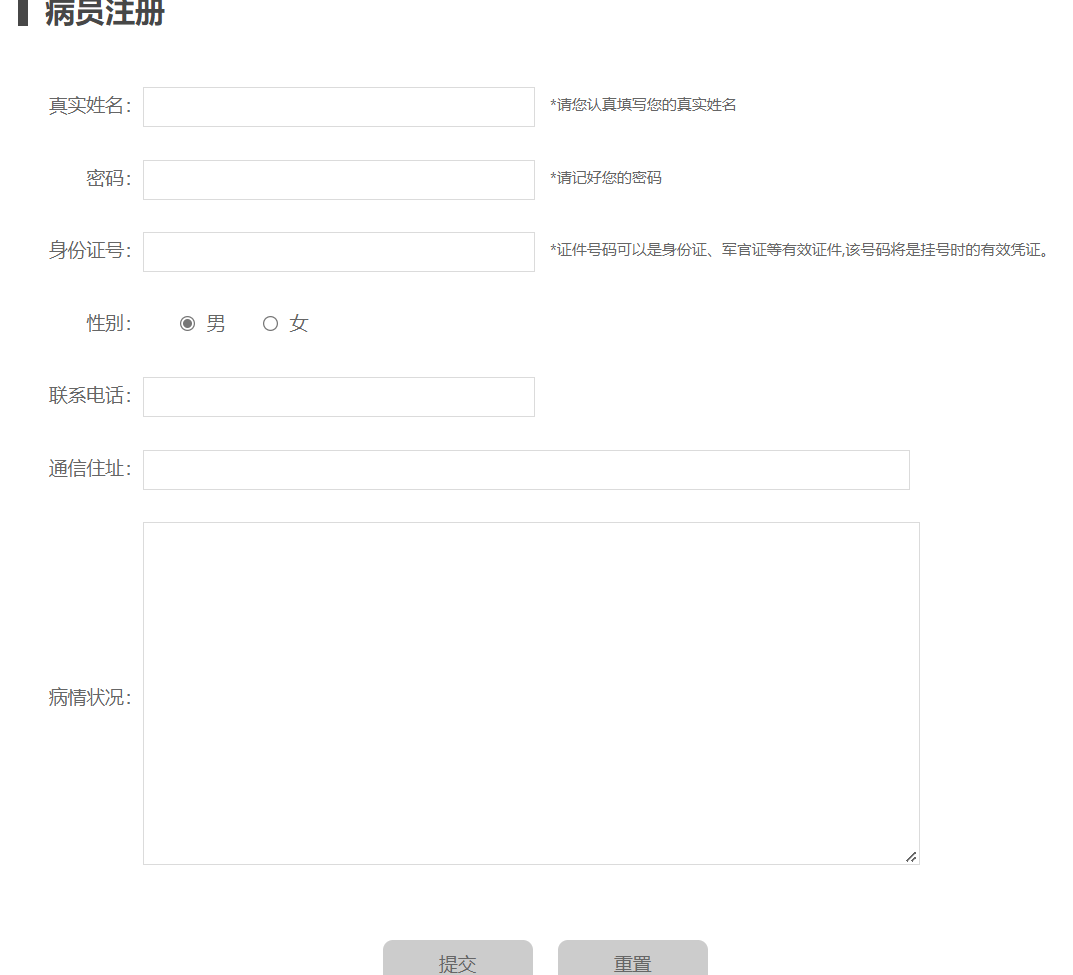 病员注册
真实姓名： *请您认真填写您的真实姓名
密码： *请记好您的密码
身份证号： *证件号码可以是身份证、军官证等有效证件,该号码将是挂号时的有效凭证。
性别： 男 女
联系电话：
通信住址：
病情状况：
提交 重置